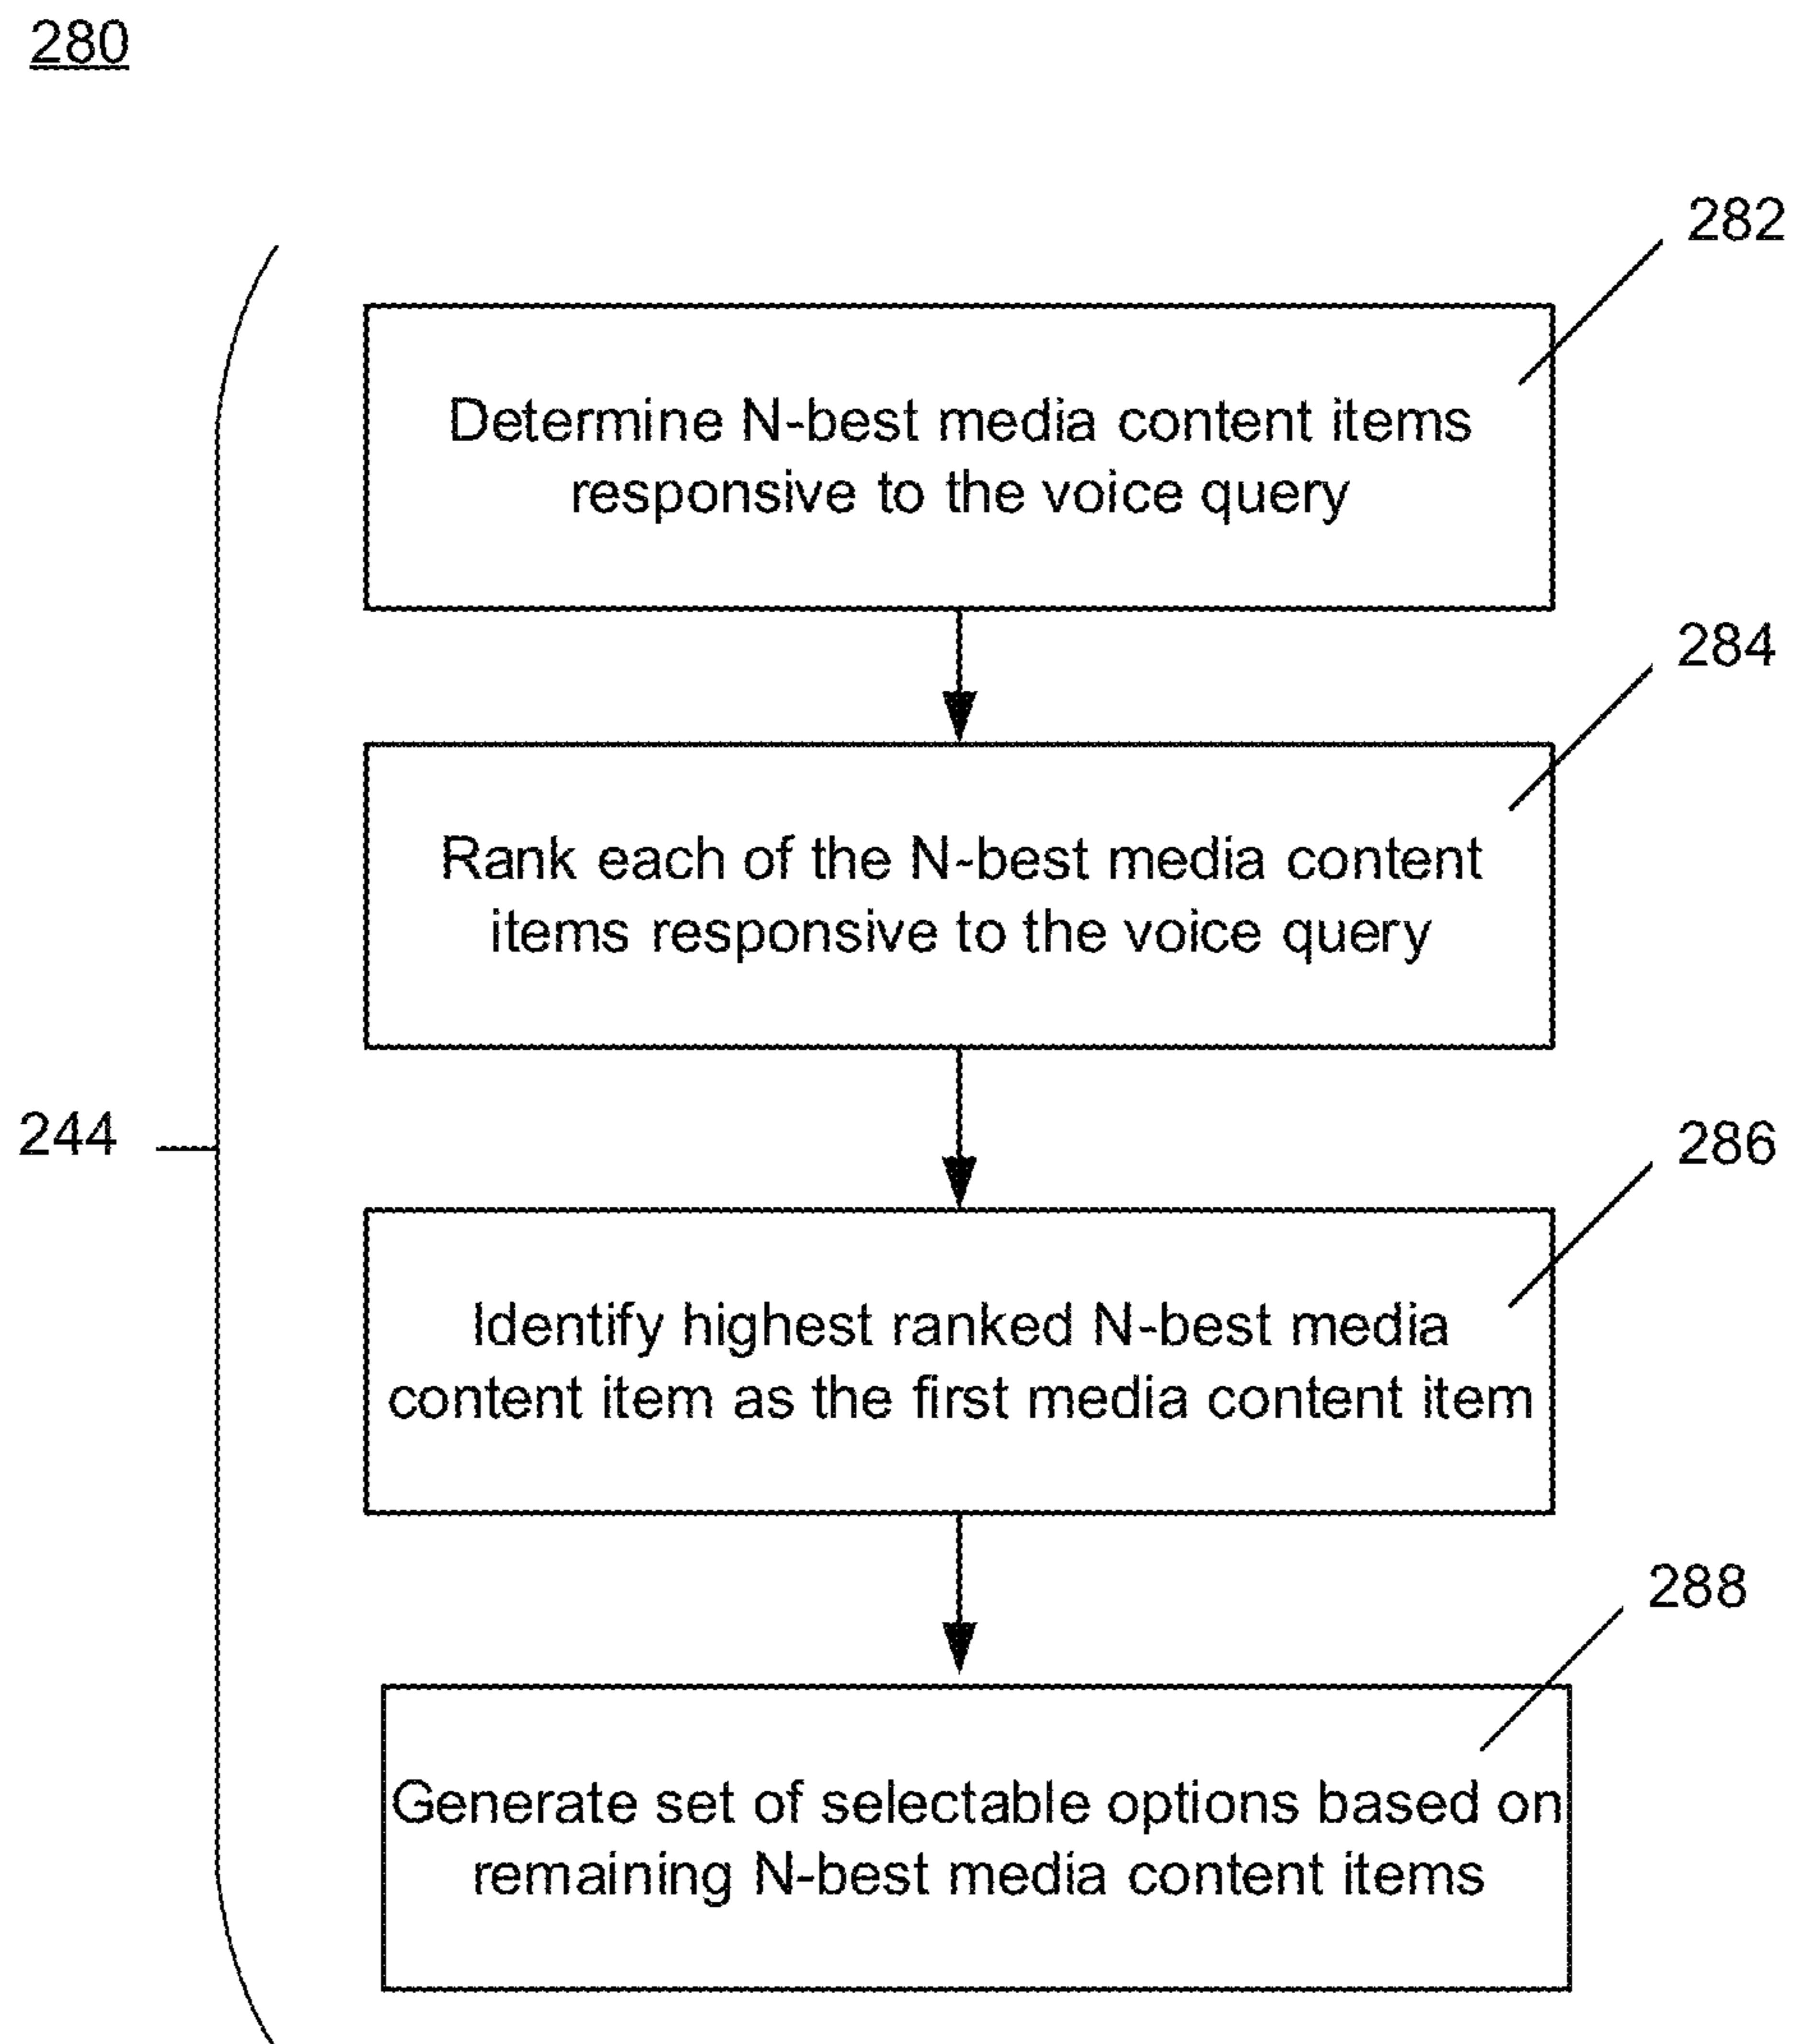 280
282
Determine N-best media content items
responsive to the voice query
284
Rank each of the N-best media content
items responsive to the voice query
244
286
Identify highest ranked N-best media
content item as the first media content item
288
Generate set of selectable options based on
remaining N-best media content items